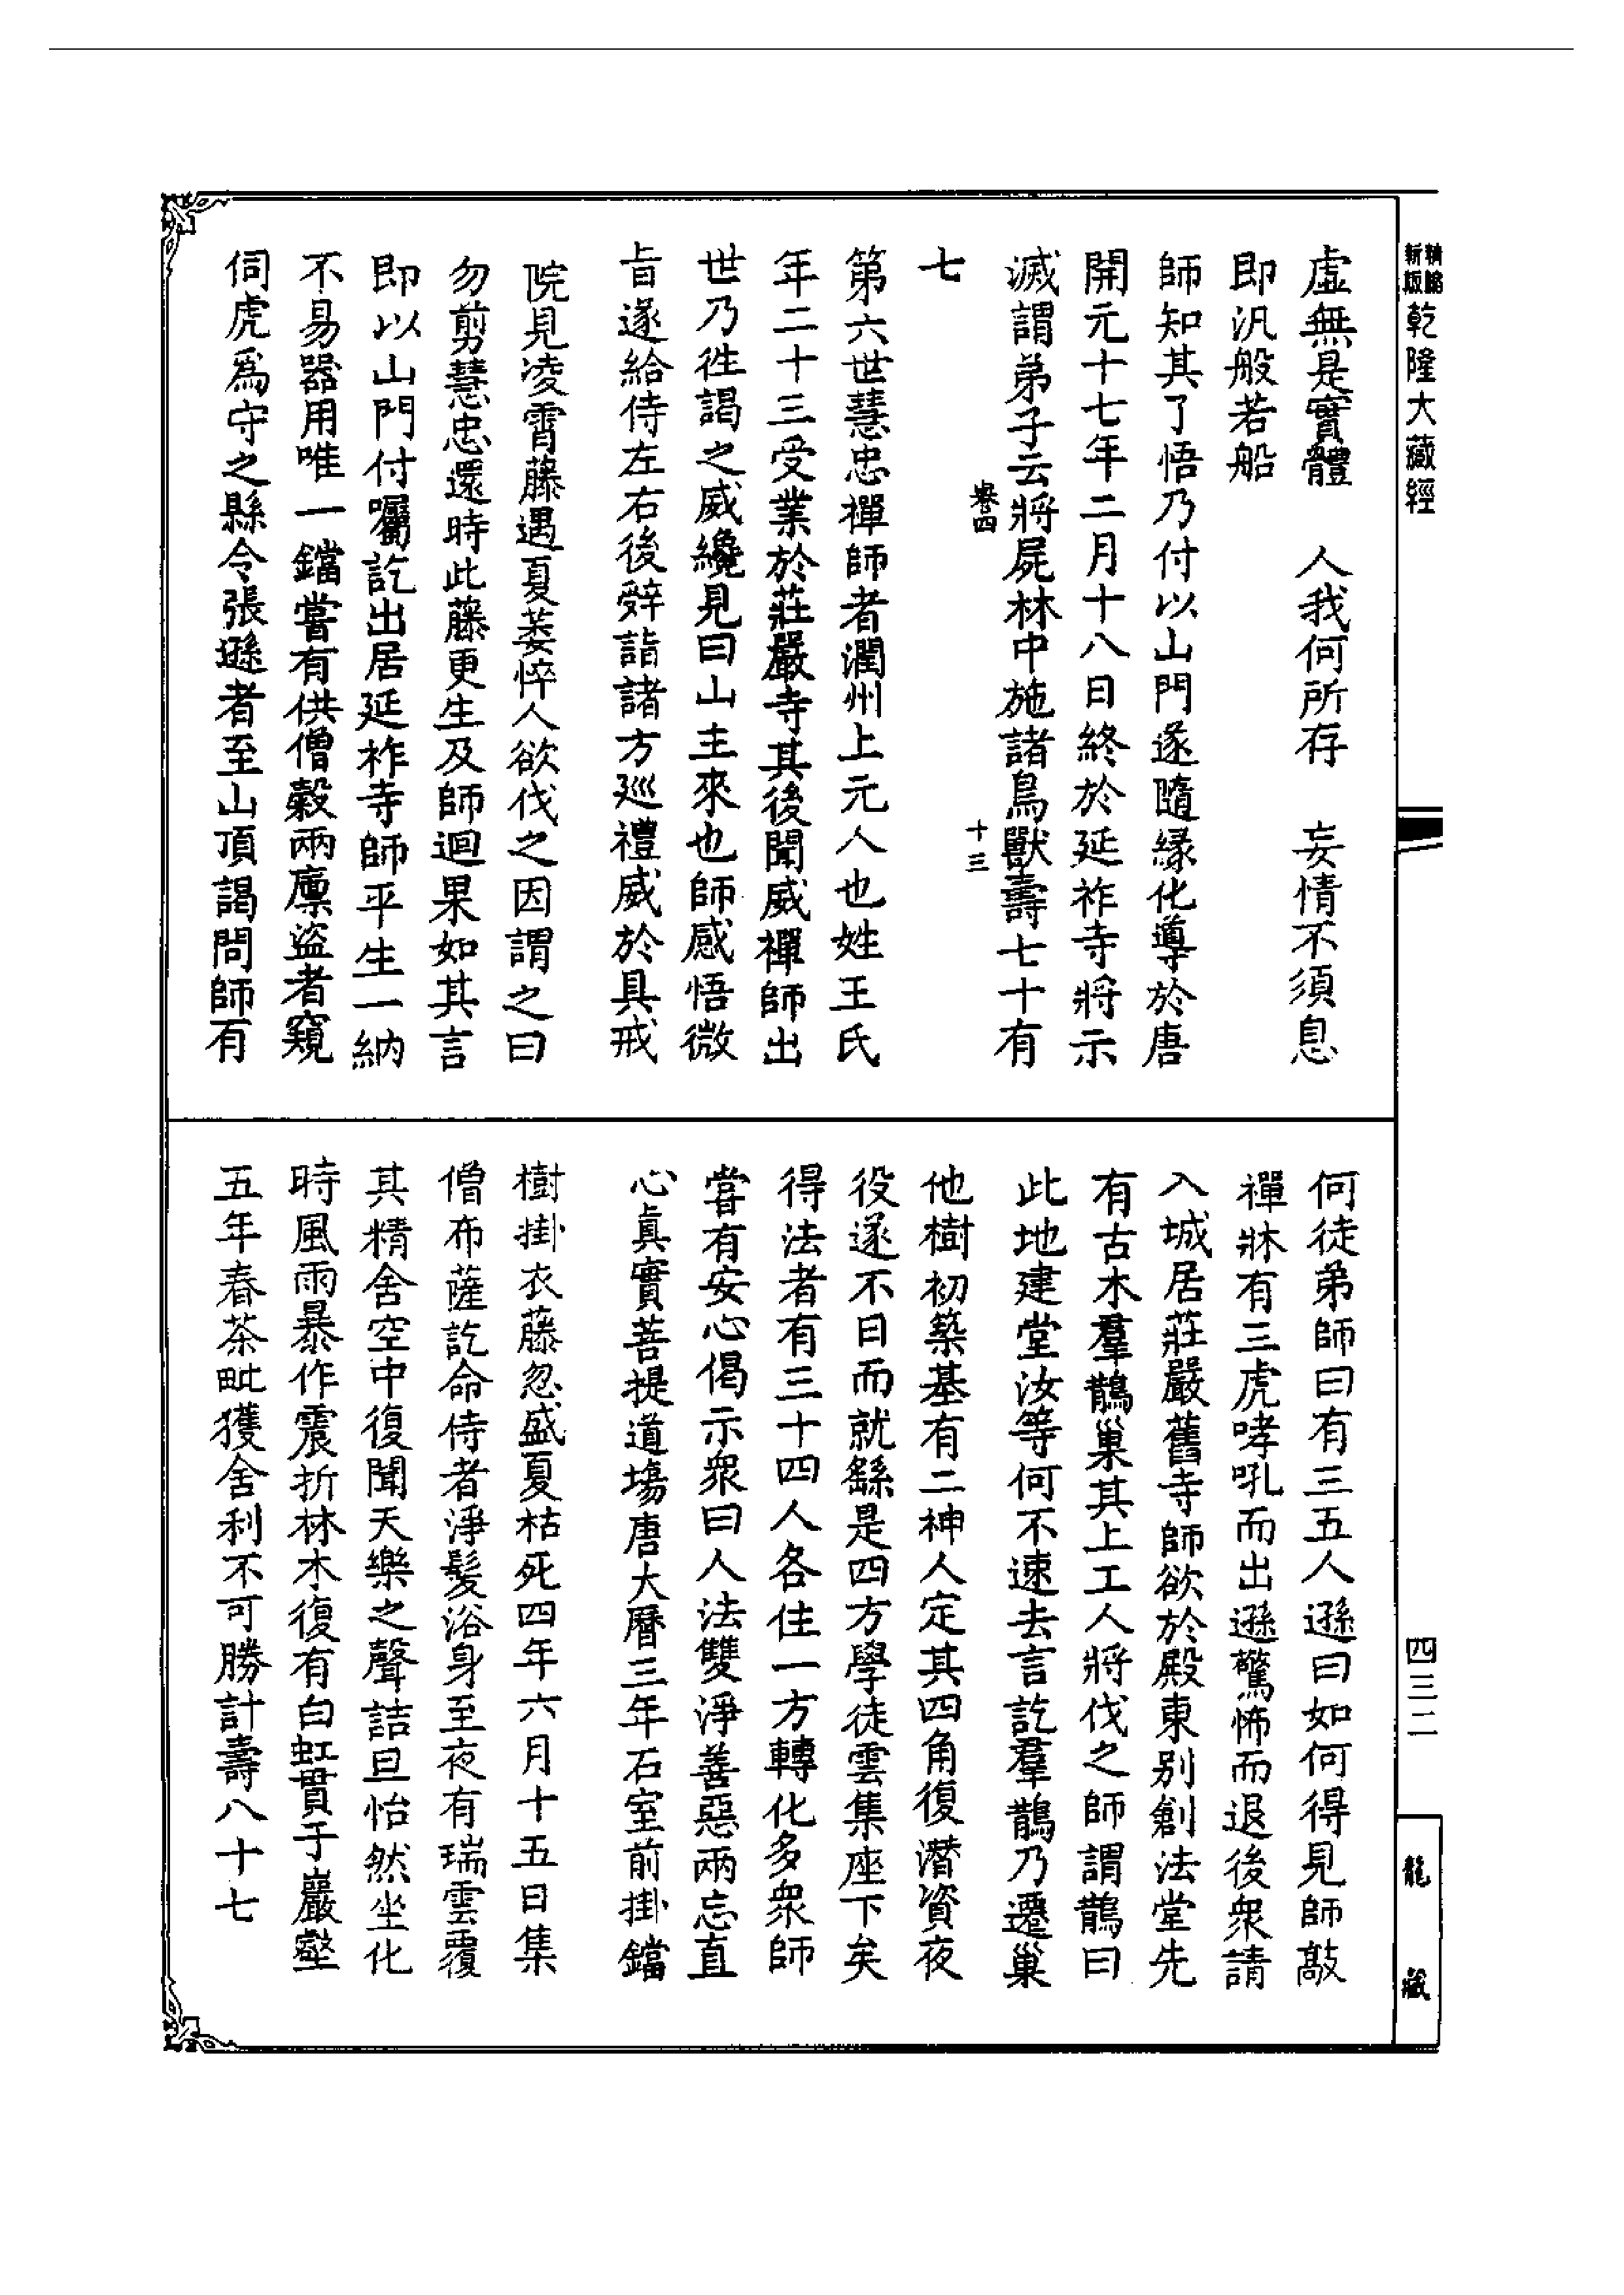 精縮新版乾隆大藏經
四三二
龍藏
虛無是實體　人我何所存　妄情不須息
即汎般若船
師知其了悟乃付以山門遂隨緣化導於唐
開元十七年二月十八日終於延祚寺將示
滅謂弟子云將屍林中施諸鳥獸壽七十有
卷四　十三
七
第六世慧忠禪師者潤州上元人也姓王氏
年二十三受業於莊嚴寺其後聞威禪師出
世乃徃謁之威纔見曰山主來也師感悟微
旨遂給侍左右後辤詣諸方巡禮威於具戒
院見凌霄藤遇夏萎悴人欲伐之因謂之曰
勿剪慧忠還時此藤更生及師迴果如其言
即以山門付囑訖出居延祚寺師平生一衲
不易器用唯一鐺嘗有供僧穀兩廩盜者窺
伺虎爲守之縣令張遜者至山頂謁問師有
何徒弟師曰有三五人遜曰如何得見師敲
禪牀有三虎哮吼而出遜驚怖而退後衆請
入城居莊嚴舊寺師欲於殿東別創法堂先
有古木羣鵲巢其上工人將伐之師謂鵲曰
此地建堂汝等何不速去言訖羣鵲乃遷巢
他樹初築基有二神人定其四角復潛資夜
役遂不日而就繇是四方學徒雲集座下矣
得法者有三十四人各住一方轉化多衆師
嘗有安心偈示衆曰人法雙淨善惡兩忘直
心真實菩提道場唐大曆三年石室前掛鐺
樹掛衣藤忽盛夏枯死四年六月十五日集
僧布薩訖命侍者淨髮浴身至夜有瑞雲覆
其精舍空中復聞天樂之聲詰旦怡然坐化
時風雨暴作震折林木復有白虹貫于巖壑
五年春茶毗獲舍利不可勝計壽八十七